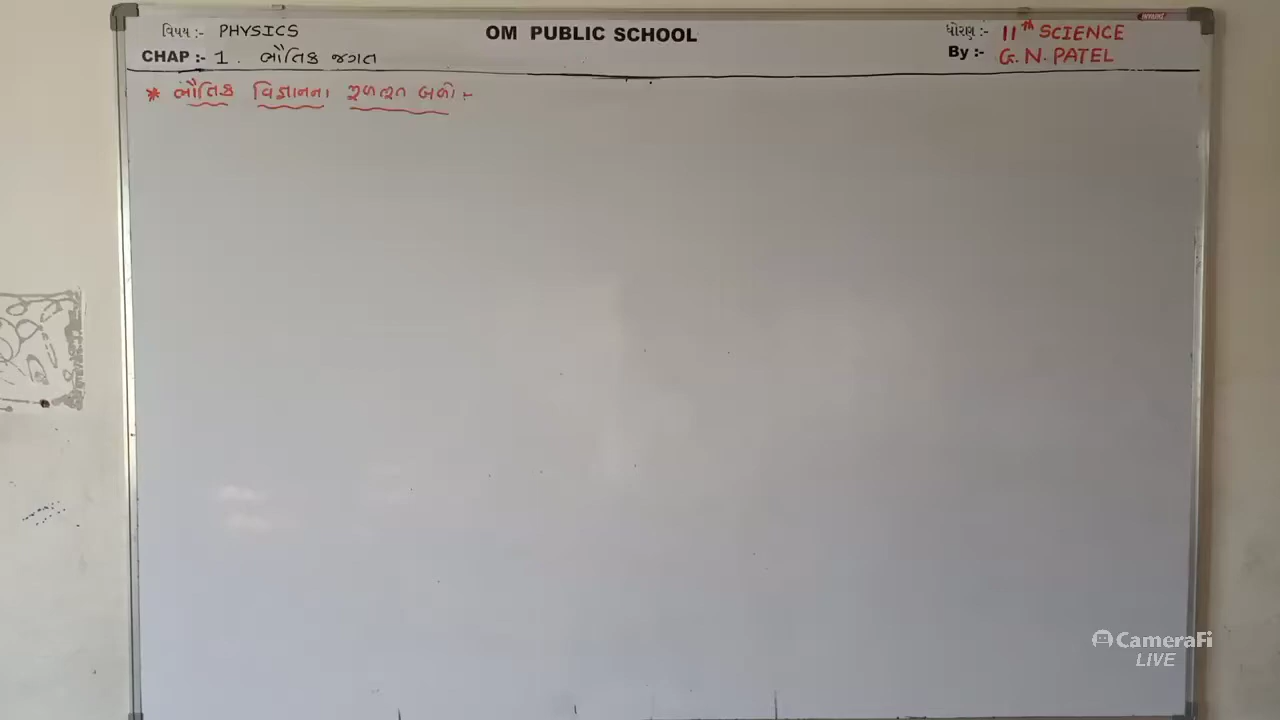 વિષય :- PHYSICS OM PUBLIC SCHOOL ધોરણ :- 11th SCIENCE
CHAP :- 1. ભૌતિક જગત By :- G. N. PATEL
* ભૌતિક વિજ્ઞાનના મૂળભૂત બળો :-
CameraFi
LIVE